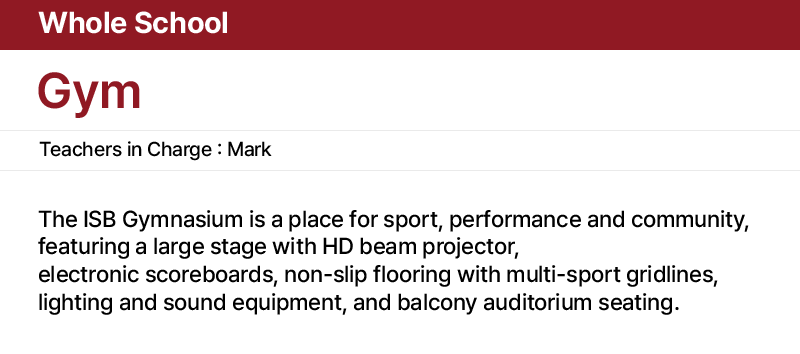 Whole School
Gym
Teachers in Charge : Mark
The ISB Gymnasium is a place for sport, performance and community,
featuring a large stage with HD beam projector,
electronic scoreboards, non-slip flooring with multi-sport gridlines,
lighting and sound equipment, and balcony auditorium seating.